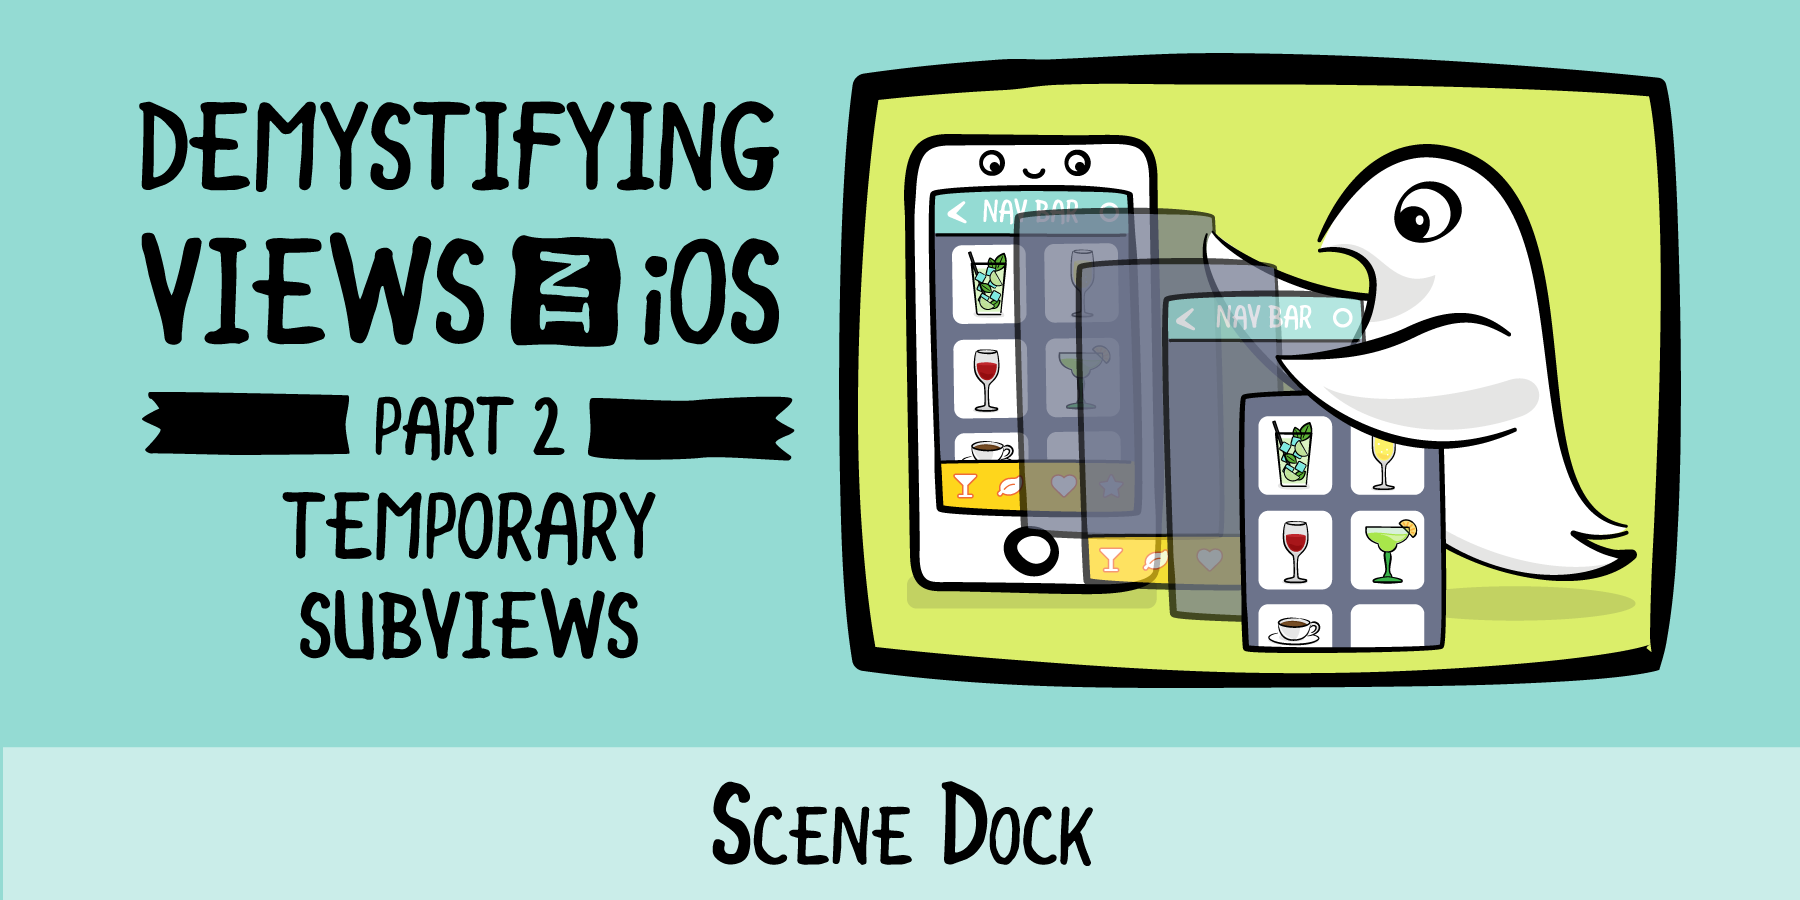 DEMYSTIFYING
VIEWS IN iOS
PART 2
TEMPORARY
SUBVIEWS
NAV BAR
NAV BAR
SCENE DOCK